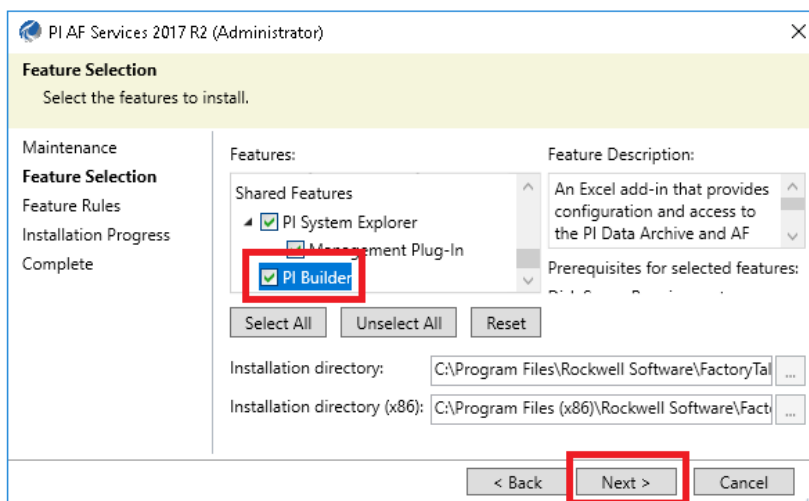 PI AF Services 2017 R2 (Administrator)
Feature Selection
Select the features to install.
Maintenance
Feature Selection
Feature Rules
Installation Progress
Complete
Features:
Shared Features
PI System Explorer
Management Plug-In
PI Builder
Select All
Unselect All
Reset
Feature Description:
An Excel add-in that provides
configuration and access to
the PI Data Archive and AF
Prerequisites for selected features:
Installation directory:
C:\Program Files\Rockwell Software\FactoryTal
...
Installation directory (x86):
C:\Program Files (x86)\Rockwell Software\Fact
...
< Back
Next >
Cancel